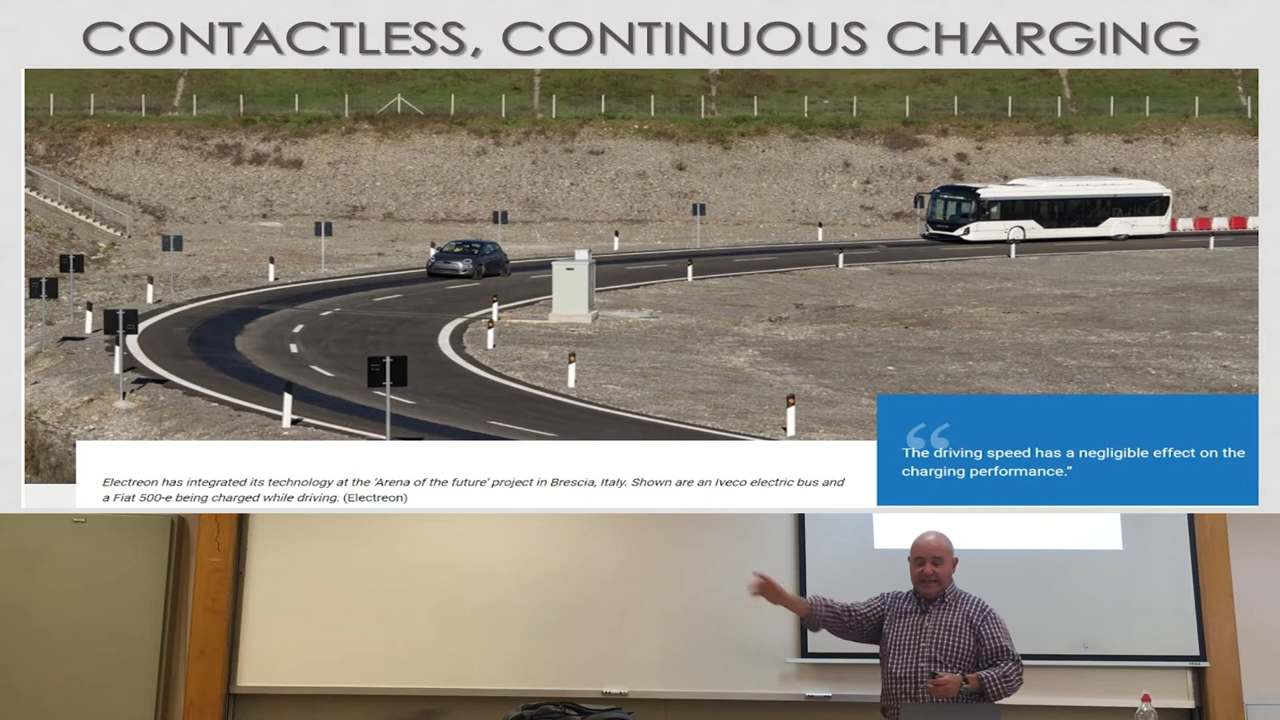 CONTACTLESS, CONTINUOUS CHARGING
“
The driving speed has a negligible effect on the
charging performance.”
Electreon has integrated its technology at the 'Arena of the future' project in Brescia, Italy. Shown are an Iveco electric bus and
a Fiat 500-e being charged while driving. (Electreon)